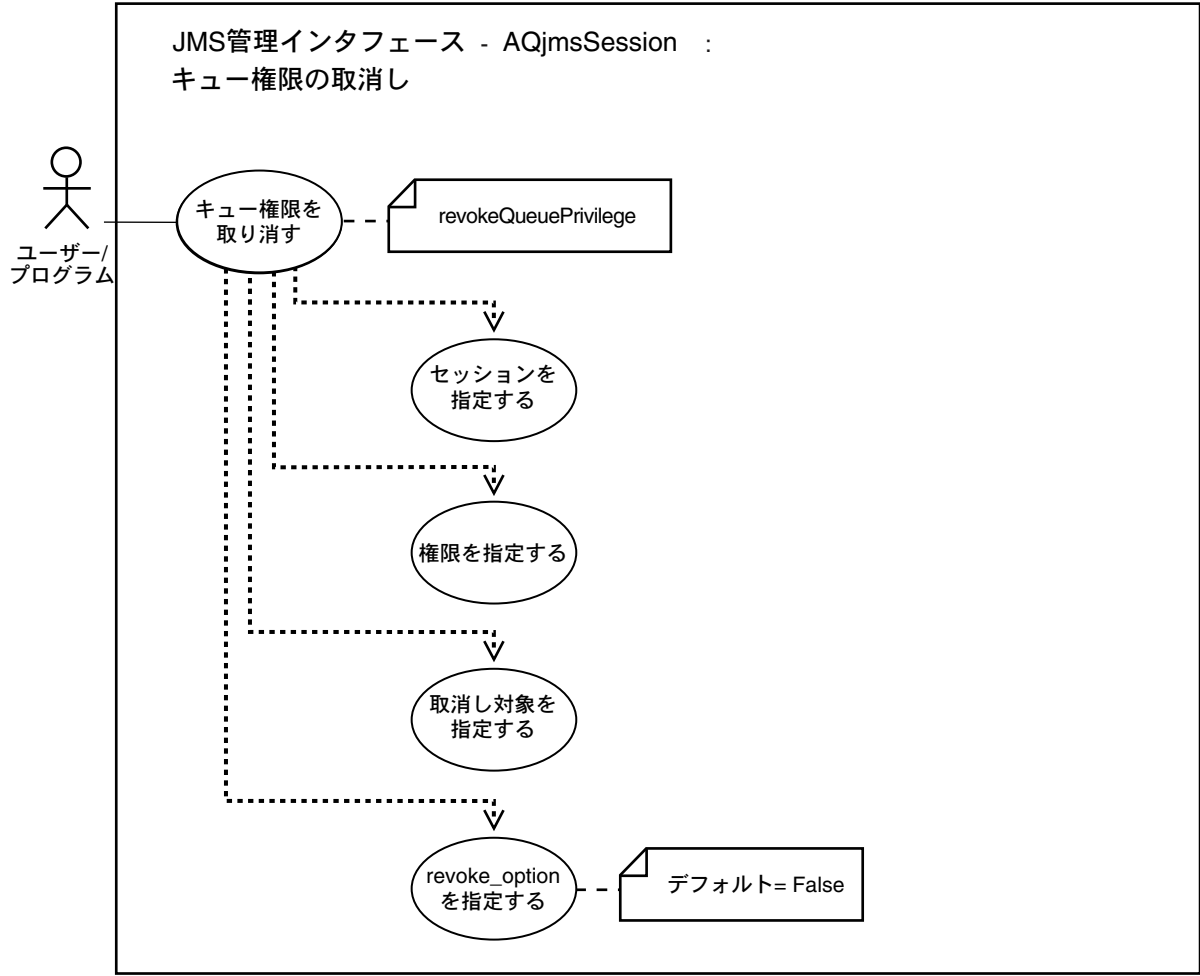 JMS管理インタフェース - AQjmsSession :
キュー権限の取消し
キュー権限を
取り消す
revokeQueuePrivilege
ユーザー/
プログラム
セッションを
指定する
権限を指定する
取消し対象を
指定する
revoke_option
を指定する
デフォルト= False